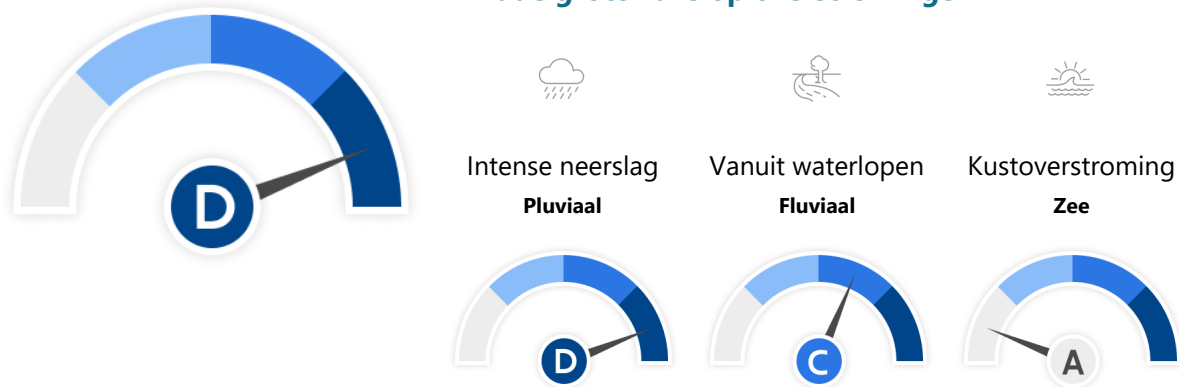 D
Intense neerslag
Vanuit waterlopen
Kustoverstroming
Pluviaal
Fluviaal
Zee
D
C
A